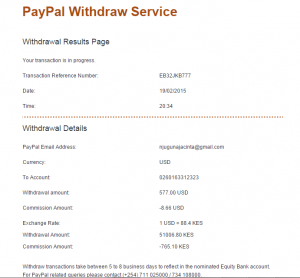 PayPal Withdraw Service
Withdrawal Results Page
Your transaction is in progress.
Transaction Reference Number: EB32JKB777
Date: 19/02/2015
Time: 20:34
Withdrawal Details
PayPal Email Address: njugunajacinta@gmail.com
Currency: USD
To Account: 0260163312323
Withdrawal amount: 577.00 USD
Commission Amount: -8.66 USD
Exchange Rate: 1 USD = 88.4 KES
Withdrawal Amount: 51006.80 KES
Commission Amount: -765.10 KES
Withdraw transactions take between 5 to 8 business days to reflect in the nominated Equity Bank account.
For PayPal related queries please contact (+254) 711 025000 / 734 108000.